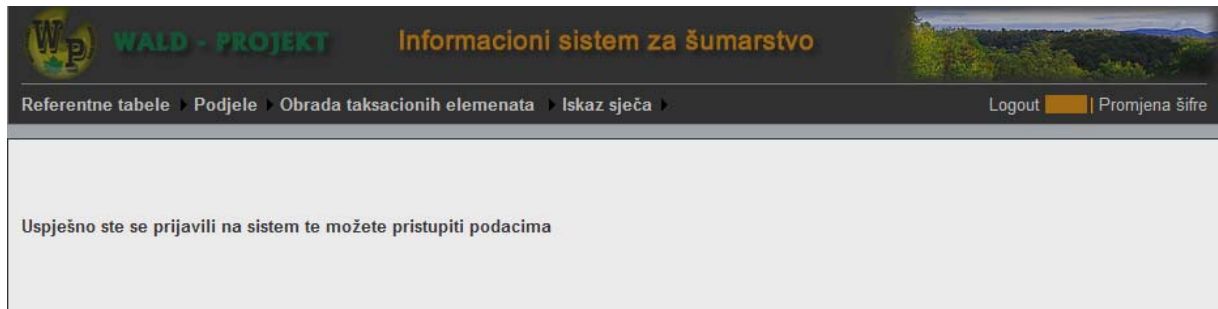 WP WALD - PROJEKT Informacioni sistem za šumarstvo
Referentne tabele Podjele Obrada taksacionih elemenata Iskaz sječa Logout | Promjena šifre
Uspješno ste se prijavili na sistem te možete pristupiti podacima